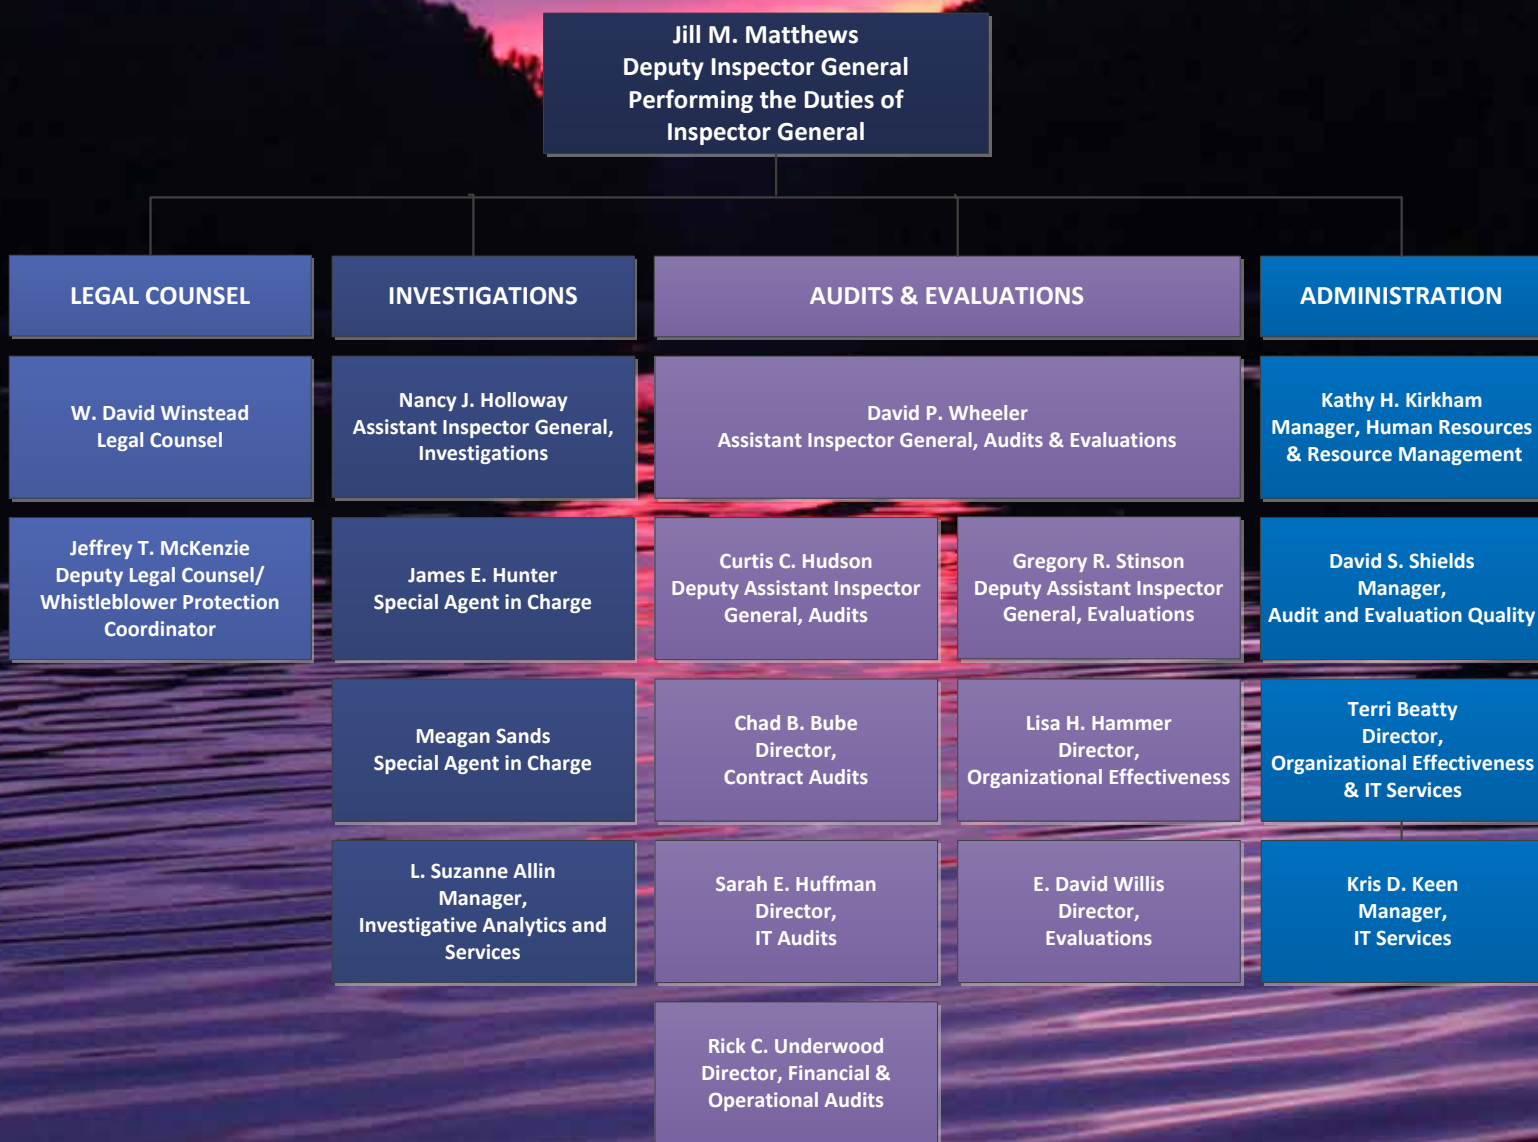 Jill M. Matthews
Deputy Inspector General
Performing the Duties of
Inspector General
LEGAL COUNSEL
W. David Winstead
Legal Counsel
Jeffrey T. McKenzie
Deputy Legal Counsel/
Whistleblower Protection
Coordinator
INVESTIGATIONS
Nancy J. Holloway
Assistant Inspector General,
Investigations
James E. Hunter
Special Agent in Charge
Meagan Sands
Special Agent in Charge
L. Suzanne Allin
Manager,
Investigative Analytics and
Services
AUDITS & EVALUATIONS
David P. Wheeler
Assistant Inspector General, Audits & Evaluations
Curtis C. Hudson
Deputy Assistant Inspector
General, Audits
Chad B. Bube
Director,
Contract Audits
Sarah E. Huffman
Director,
IT Audits
Rick C. Underwood
Director, Financial &
Operational Audits
Gregory R. Stinson
Deputy Assistant Inspector
General, Evaluations
Lisa H. Hammer
Director,
Organizational Effectiveness
E. David Willis
Director,
Evaluations
ADMINISTRATION
Kathy H. Kirkham
Manager, Human Resources
& Resource Management
David S. Shields
Manager,
Audit and Evaluation Quality
Terri Beatty
Director,
Organizational Effectiveness
& IT Services
Kris D. Keen
Manager,
IT Services